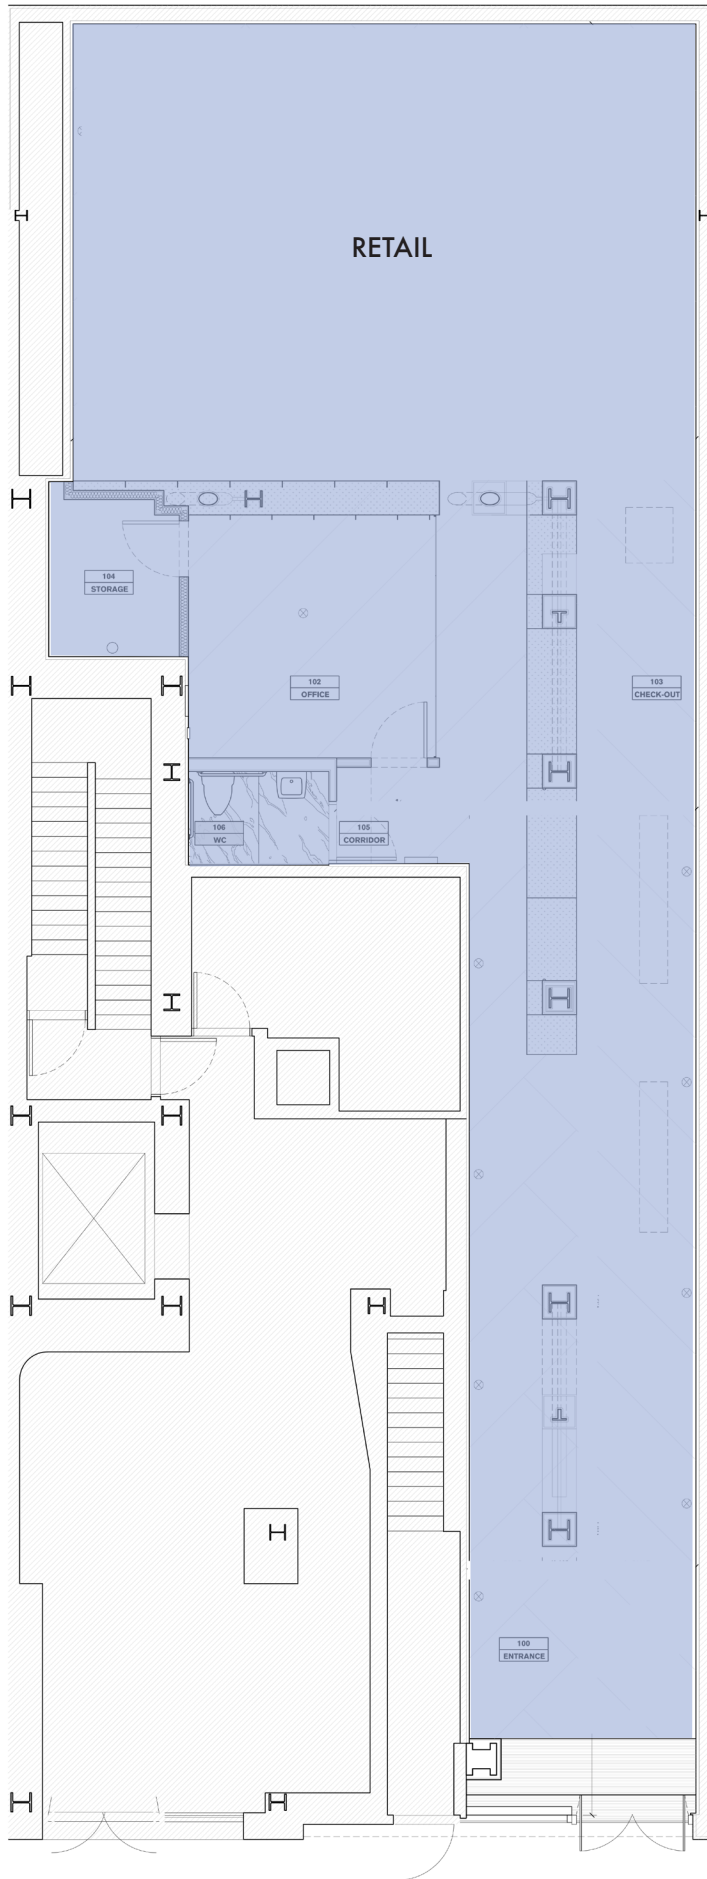 RETAIL
104
STORAGE
102
OFFICE
103
CHECK-OUT
106
WC
105
CORRIDOR
100
ENTRANCE